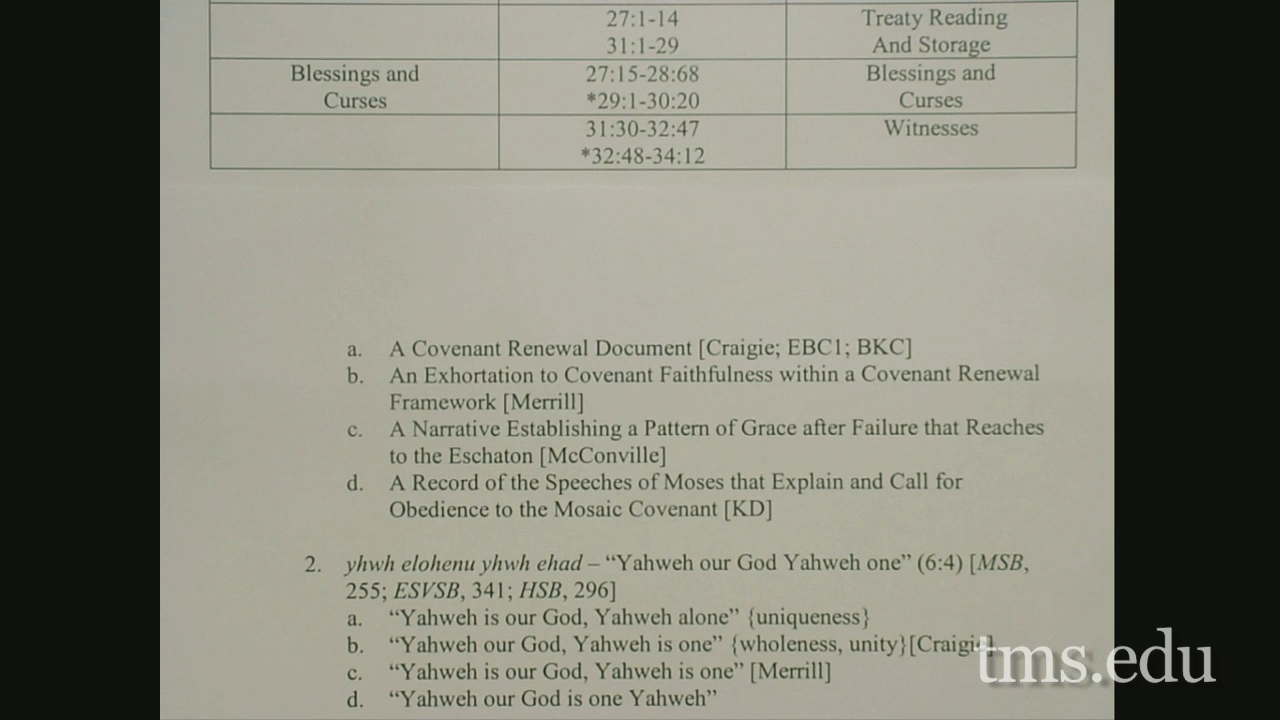 27:1-14 Treaty Reading
31:1-29 And Storage
Blessings and 27:15-28:68 Blessings and
Curses *29:1-30:20 Curses
31:30-32:47 Witnesses
*32:48-34:12
a. A Covenant Renewal Document [Craigie; EBC1; BKC]
b. An Exhortation to Covenant Faithfulness within a Covenant Renewal
Framework [Merrill]
c. A Narrative Establishing a Pattern of Grace after Failure that Reaches
to the Eschaton [McConville]
d. A Record of the Speeches of Moses that Explain and Call for
Obedience to the Mosaic Covenant [KD]
2. yhwh elohenu yhwh ehad – “Yahweh our God Yahweh one” (6:4) [MSB,
255; ESVSB, 341; HSB, 296]
a. “Yahweh is our God, Yahweh alone” {uniqueness}
b. “Yahweh our God, Yahweh is one” {wholeness, unity}[Craigie]
c. “Yahweh is our God, Yahweh is one” [Merrill]
d. “Yahweh our God is one Yahweh”
tms.edu